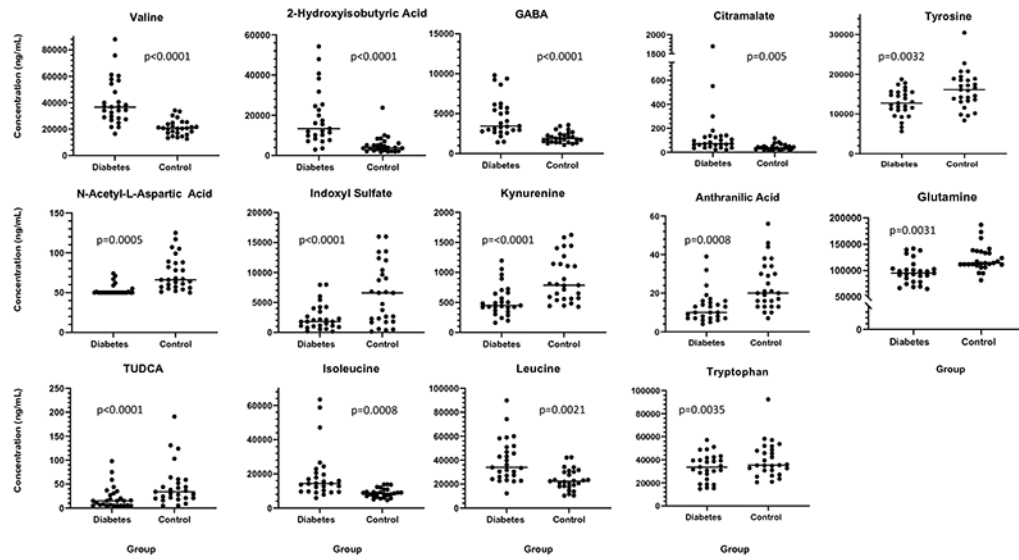 Valine
2-Hydroxyisobutyric Acid
GABA
Citramalate
Tyrosine
Concentration (ng/mL)
80000
60000
40000
20000
0
p<0.0001
Diabetes Control
60000
40000
20000
0
p<0.0001
Diabetes Control
15000
10000
5000
0
p<0.0001
Diabetes Control
2000
1800
600
400
200
0
p=0.005
Diabetes Control
30000
20000
10000
0
p=0.0032
Diabetes Control
N-Acetyl-L-Aspartic Acid
Indoxyl Sulfate
Kynurenine
Anthranilic Acid
Glutamine
Concentration (ng/mL)
150
100
50
0
p=0.0005
Diabetes Control
20000
15000
10000
5000
0
p<0.0001
Diabetes Control
2000
1500
1000
500
0
p=<0.0001
Diabetes Control
60
40
20
0
p=0.0008
Diabetes Control
200000
150000
100000
50000
0
p=0.0031
Diabetes Control
Group
TUDCA
Isoleucine
Leucine
Tryptophan
Concentration (ng/mL)
250
200
150
100
50
0
p<0.0001
Diabetes Control
Group
60000
40000
20000
0
p=0.0008
Diabetes Control
Group
100000
80000
60000
40000
20000
0
p=0.0021
Diabetes Control
Group
100000
80000
60000
40000
20000
0
p=0.0035
Diabetes Control
Group